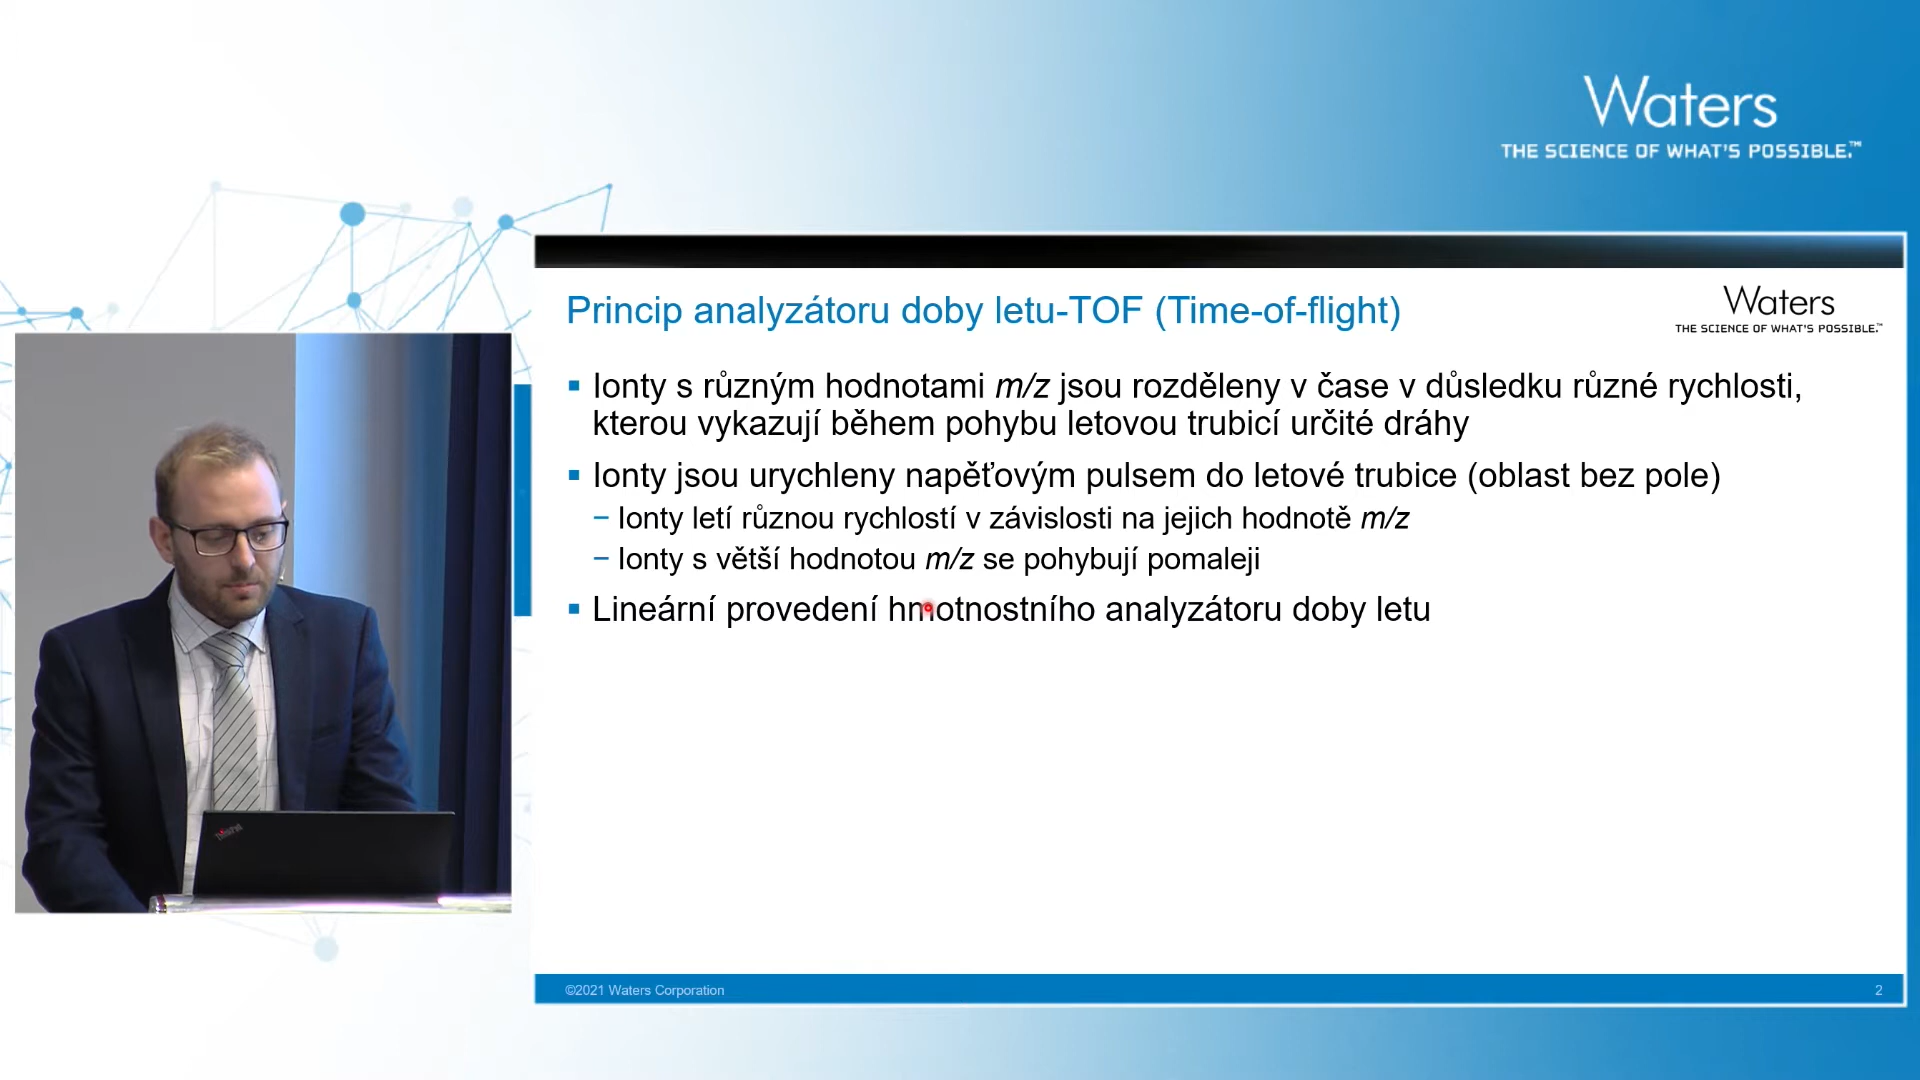 Waters
THE SCIENCE OF WHAT'S POSSIBLE.™
Princip analyzátoru doby letu-TOF (Time-of-flight)
Waters
THE SCIENCE OF WHAT'S POSSIBLE.™
Ionty s různým hodnotami m/z jsou rozděleny v čase v důsledku různé rychlosti,
kterou vykazují během pohybu letovou trubicí určité dráhy
Ionty jsou urychleny napěťovým pulsem do letové trubice (oblast bez pole)
– Ionty letí různou rychlostí v závislosti na jejich hodnotě m/z
– Ionty s větší hodnotou m/z se pohybují pomaleji
Lineární provedení hmotnostního analyzátoru doby letu
©2021 Waters Corporation
2